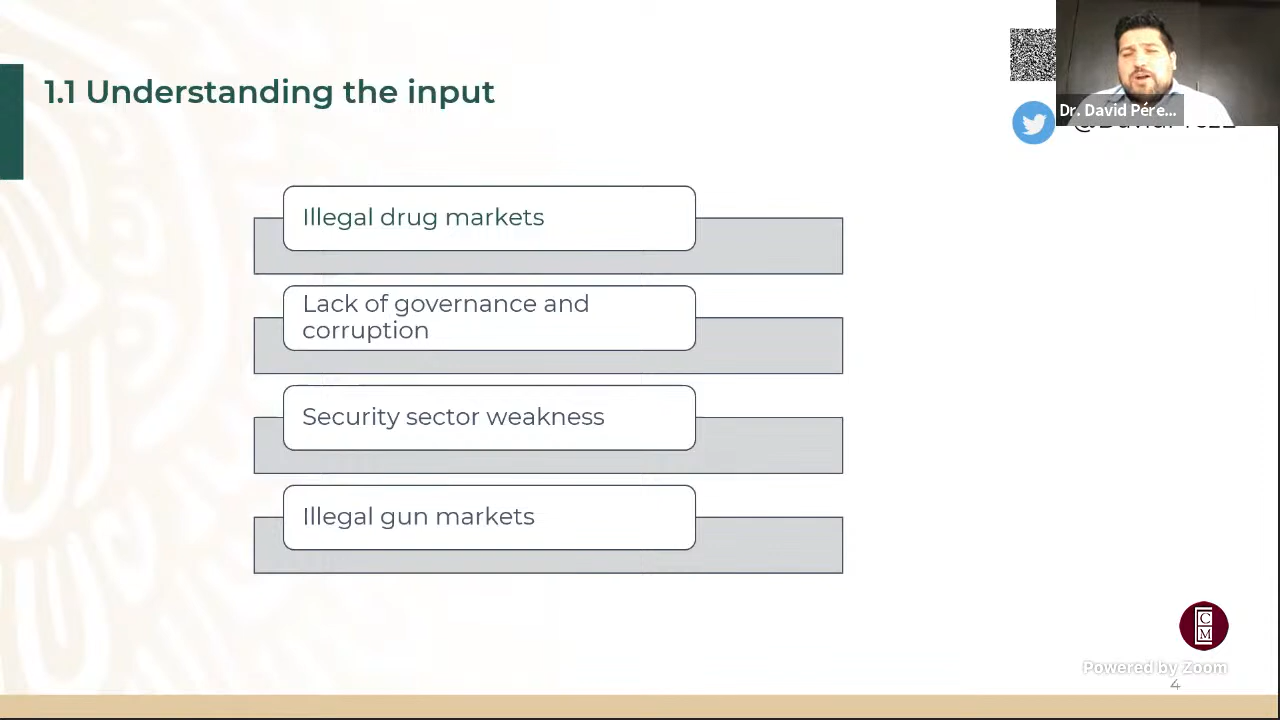 1.1 Understanding the input
Dr. David Pére...
Illegal drug markets
Lack of governance and
corruption
Security sector weakness
Illegal gun markets
C
M
Powered by Zoom
4